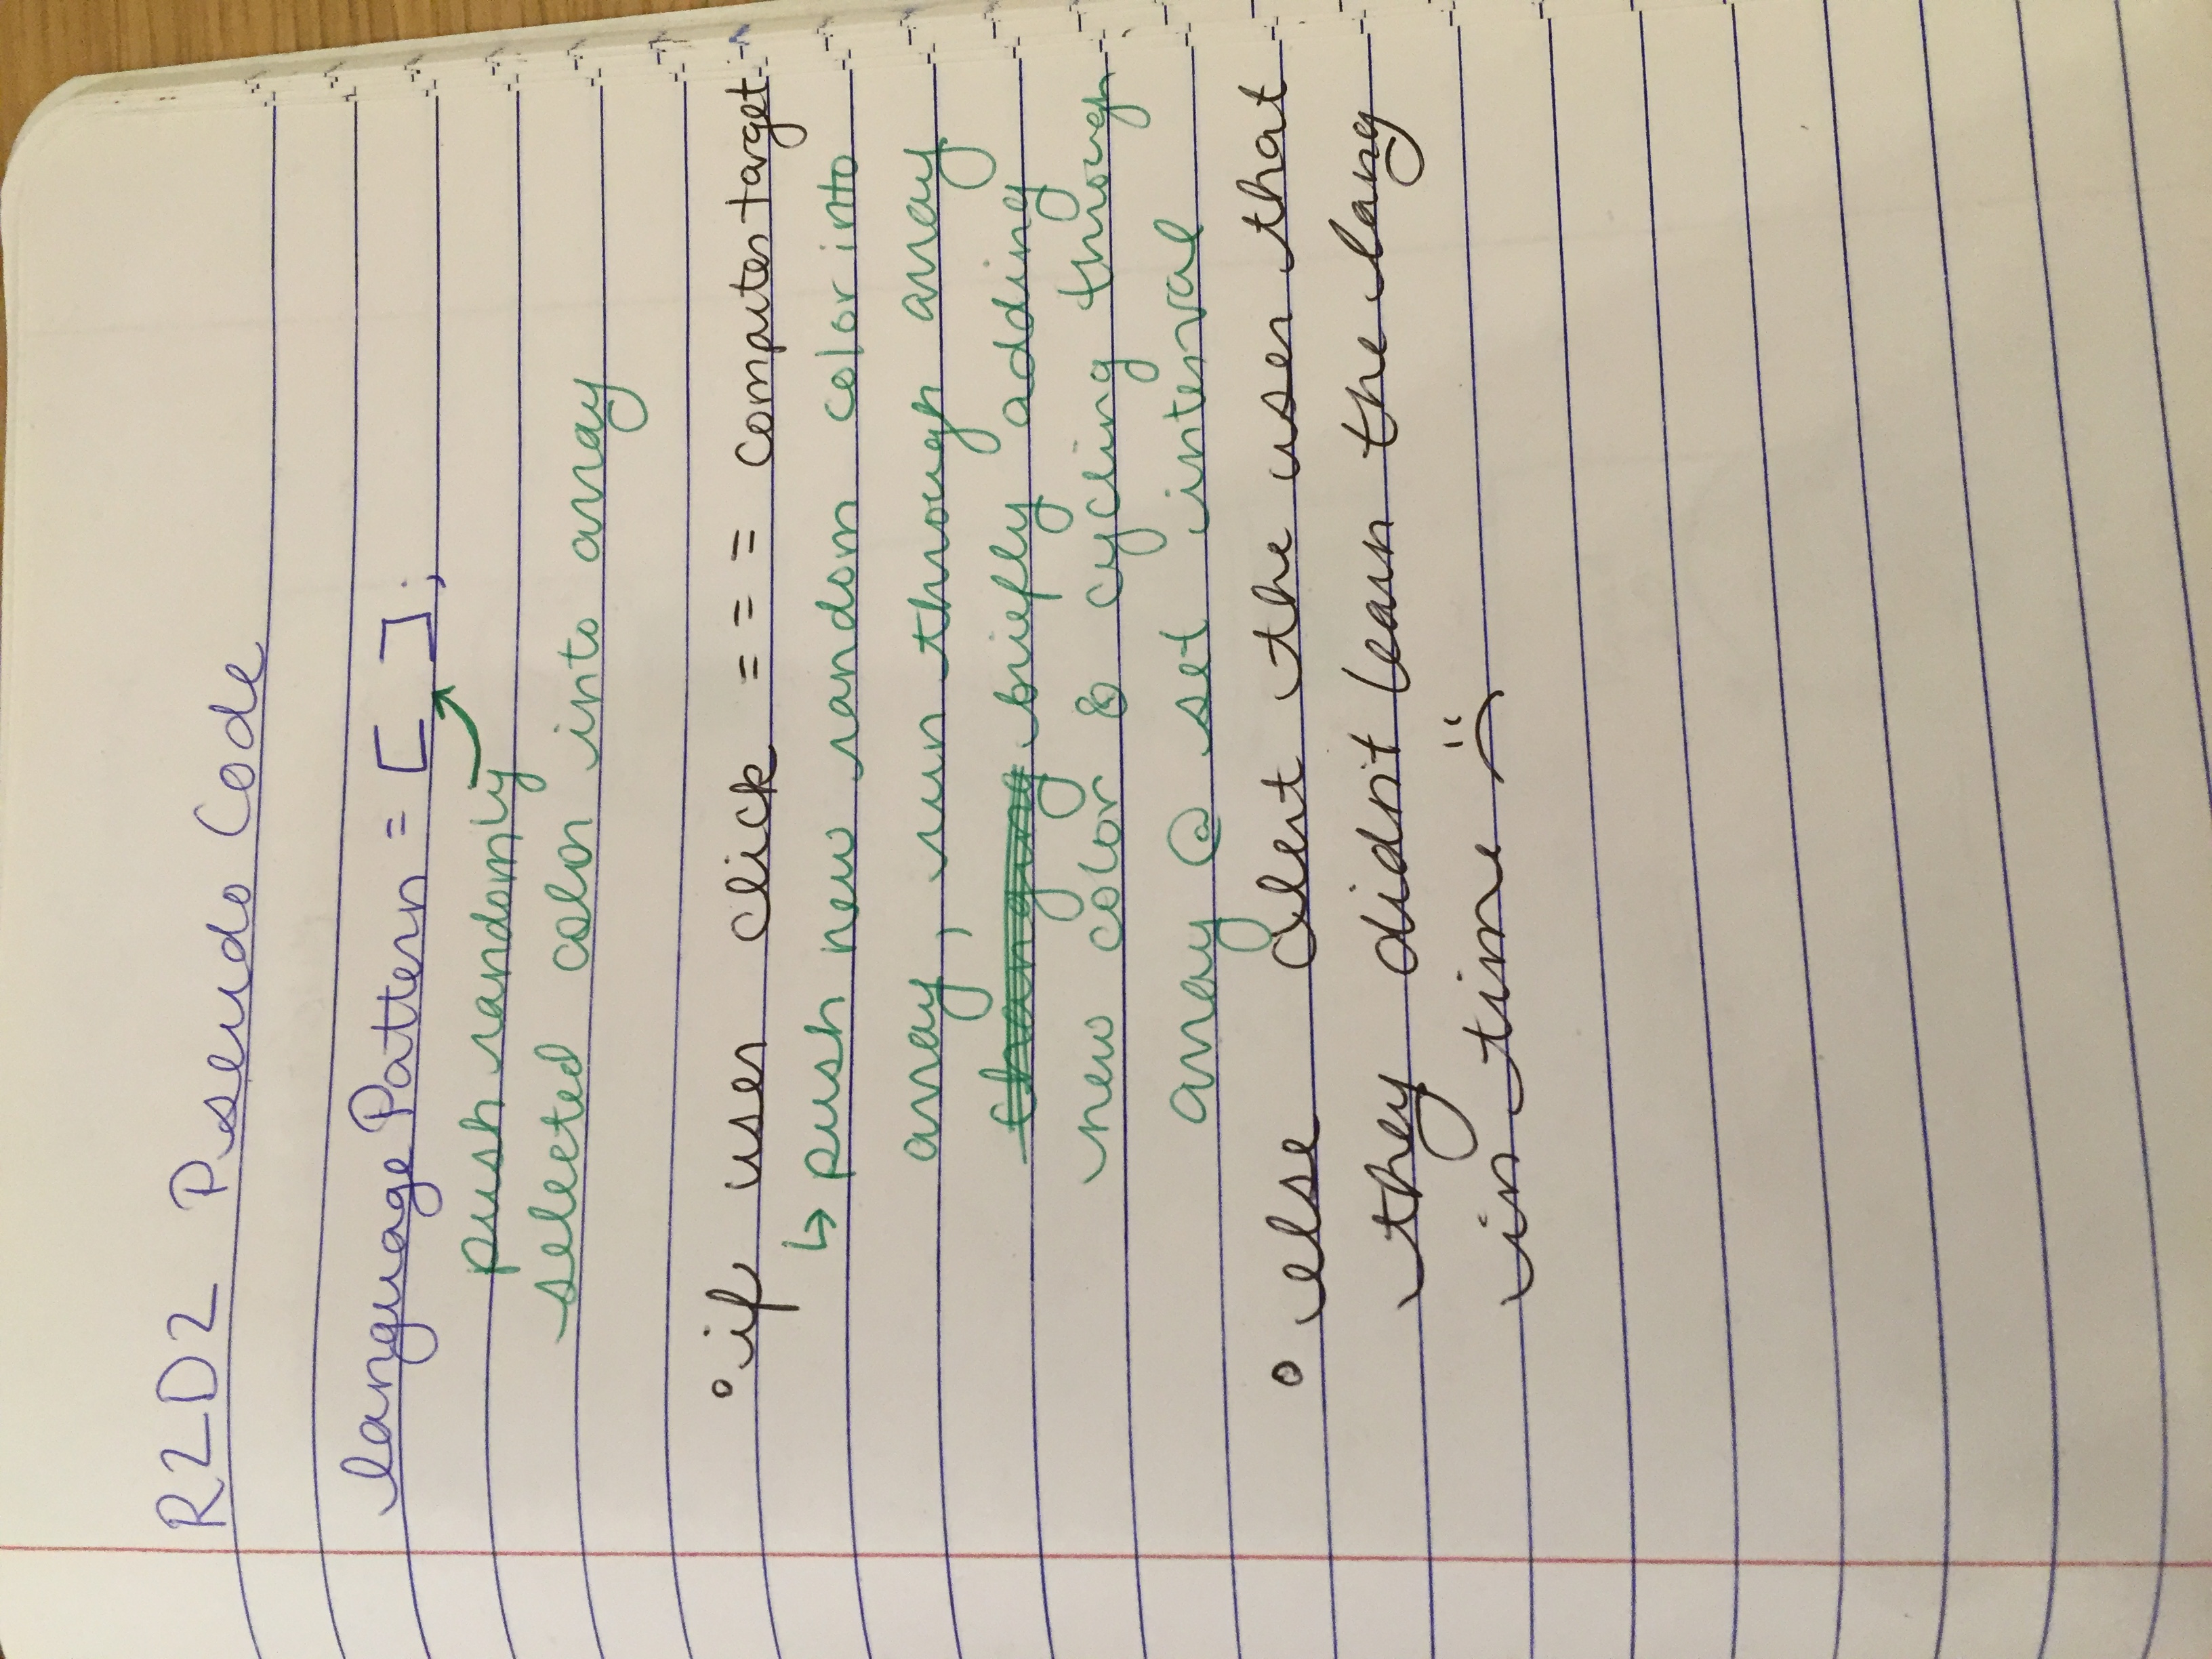 R2D2 Pseudo Code
languagePattern = [ ];
push randomly
selected color into array
• if user click === computer target
↳ push new random color into
array, run through array
changing briefly adding
new color & cycling through
array @ set interval
• else alert the user that
they didn't learn the lang
in time :(